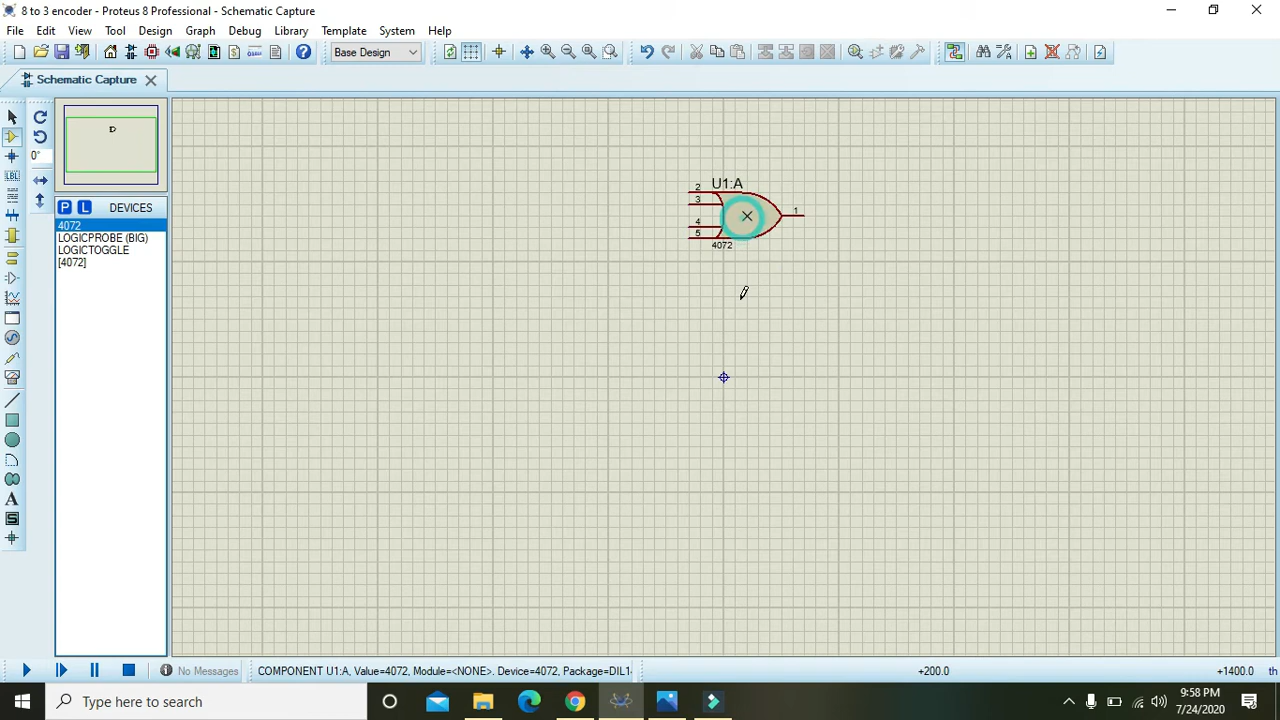 8 to 3 encoder - Proteus 8 Professional - Schematic Capture
File Edit View Tool Design Graph Debug Library Template System Help
Base Design
Schematic Capture
0°
P L DEVICES
4072
LOGICPROBE (BIG)
LOGICTOGGLE
[4072]
LBL
A
S
U1:A
2
3
4
5
1
4072
No Messages
COMPONENT U1:A, Value=4072, Module=<NONE>. Device=4072, Package=DIL1
+200.0
+1400.0
th
Type here to search
9:58 PM
7/24/2020